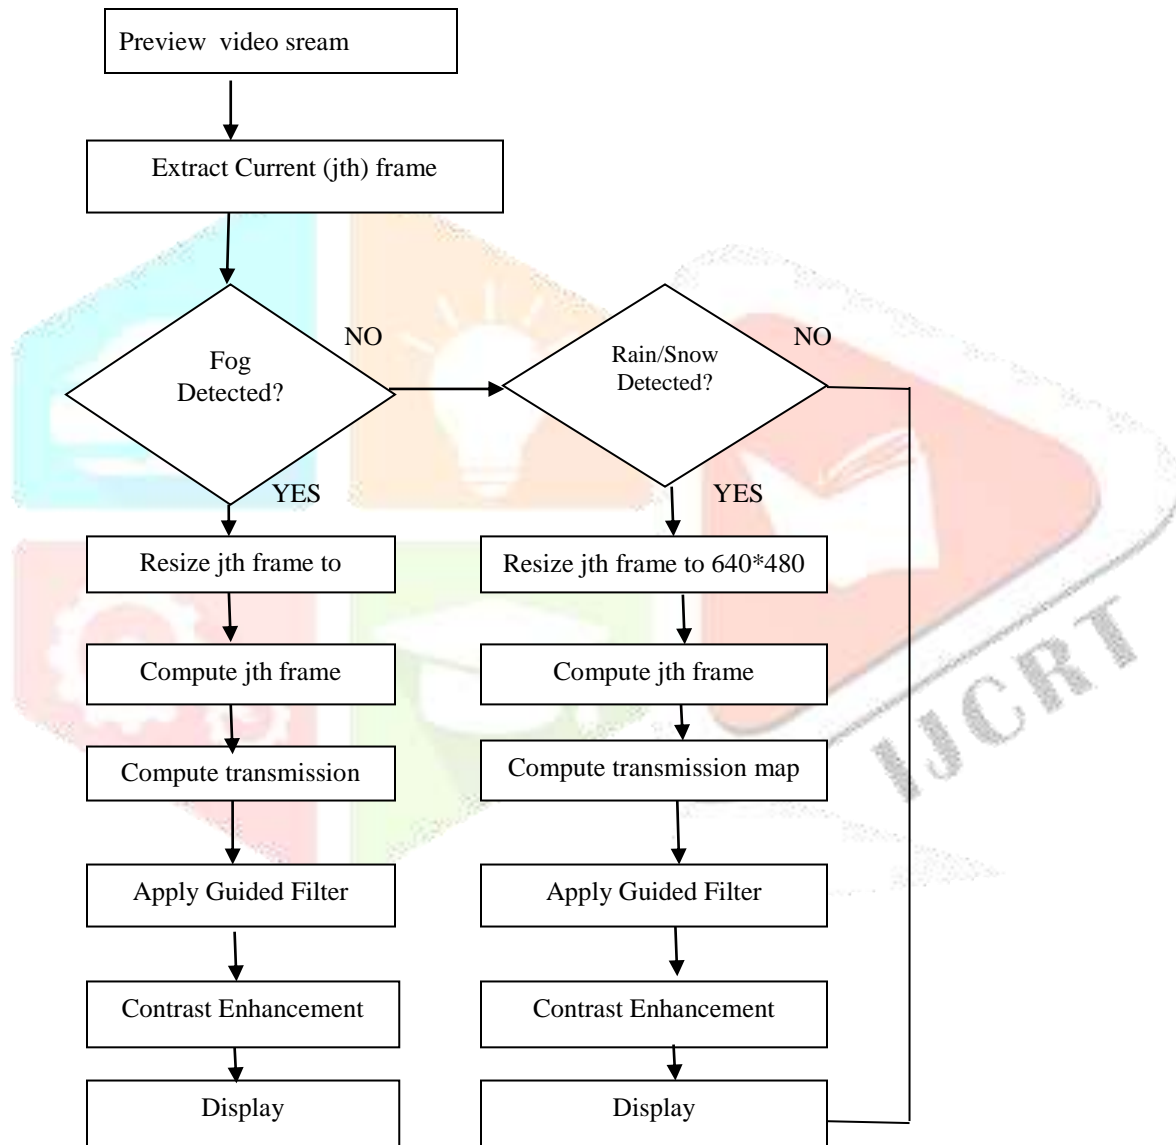 Preview video sream
Extract Current (jth) frame
Fog
Detected?
NO
Rain/Snow
Detected?
NO
YES
YES
Resize jth frame to
Resize jth frame to 640*480
Compute jth frame
Compute jth frame
Compute transmission
Compute transmission map
Apply Guided Filter
Apply Guided Filter
Contrast Enhancement
Contrast Enhancement
Display
Display
IJCRT